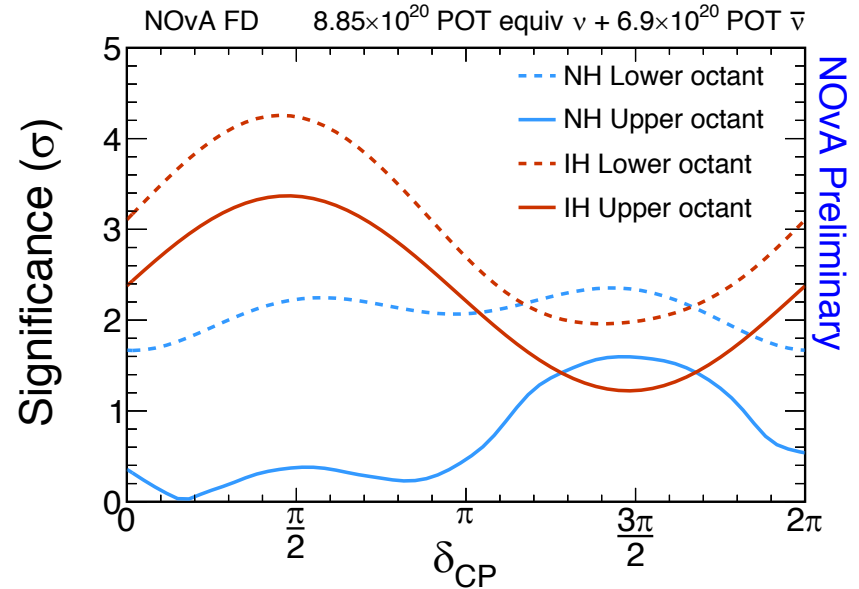 NOvA FD 8.85×10²⁰ POT equiv ν + 6.9×10²⁰ POT ν̅
5
4
3
2
1
0
Significance (σ)
NH Lower octant
NH Upper octant
IH Lower octant
IH Upper octant
NOvA Preliminary
0
π/2
π
3π/2
2π
δCP